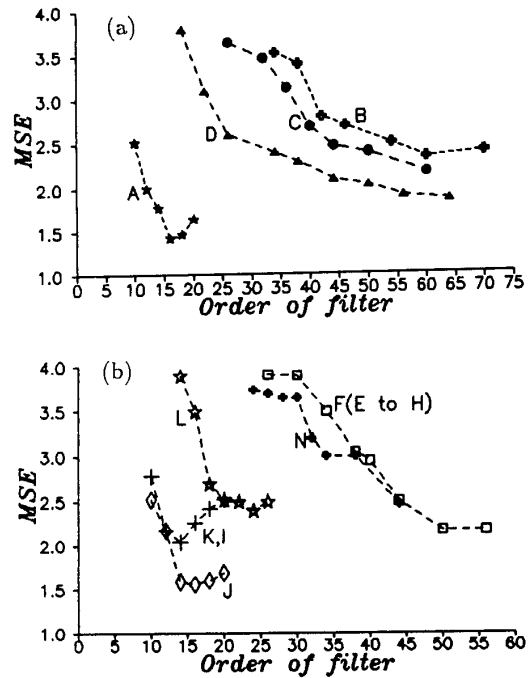 (a)
4.0
3.5
3.0
2.5
2.0
1.5
1.0
MSE
A
B
C
D
0 5 10 15 20 25 30 35 40 45 50 55 60 65 70 75
Order of filter
(b)
4.0
3.5
3.0
2.5
2.0
1.5
1.0
MSE
L
F(E to H)
N
K,I
J
0 5 10 15 20 25 30 35 40 45 50 55 60
Order of filter